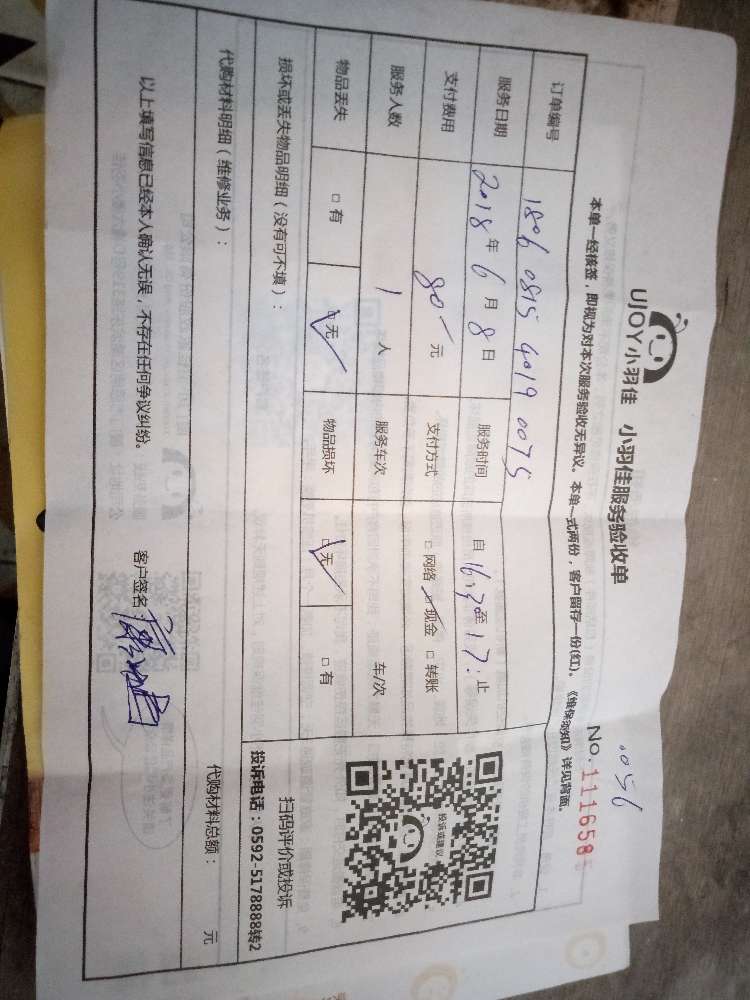 .0056
UJOY小羽佳 小羽佳服务验收单
No.111658
本单一经核签，即视为对本次服务验收无异议。本单一式两份，客户留存一份(红)。《维保须知》详见背面。
订单编号 1806 0815 4019 0075
服务日期 2018年6月8日 服务时间 自16:30至17:止
支付费用 80-元 支付方式 □网络 ☑现金 □转账
服务人数 1人 服务车次 车/次
物品丢失 □有 ☑无 物品损坏 ☑无 □有
投诉或建议
扫码评价或投诉
投诉电话：0592-5178888转2
损坏或丢失物品明细（没有可不填）：
代购材料明细（维修业务）： 代购材料总额： 元
以上填写信息已经本人确认无误，不存在任何争议纠纷。 客户签名